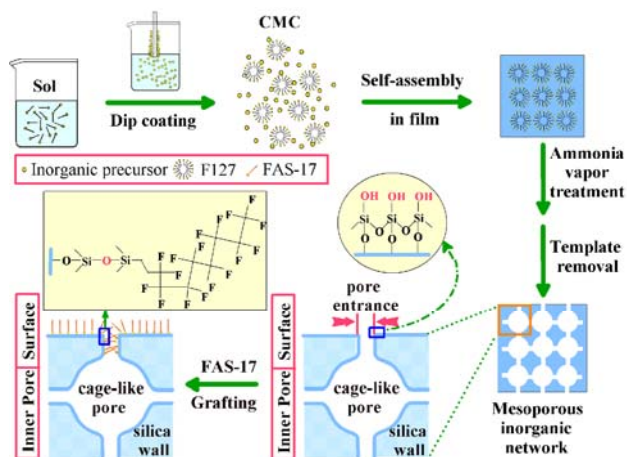 CMC
Sol
Dip coating
Self-assembly
in film
Inorganic precursor
F127
FAS-17
Ammonia
vapor
treatment
Template
removal
F F F F F F F F
F F F F F F F F F
O Si O Si
OH OH OH
Si O Si O Si
O O O
pore
entrance
Surface
Inner Pore
cage-like
pore
silica
wall
FAS-17
Grafting
Surface
Inner Pore
cage-like
pore
silica
wall
Mesoporous
inorganic
network